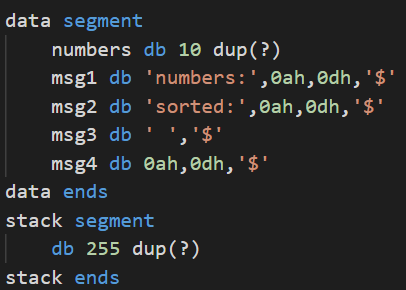 data segment
    numbers db 10 dup(?)
    msg1 db 'numbers:',0ah,0dh,'$'
    msg2 db 'sorted:',0ah,0dh,'$'
    msg3 db ' ','$'
    msg4 db 0ah,0dh,'$'
data ends
stack segment
    db 255 dup(?)
stack ends